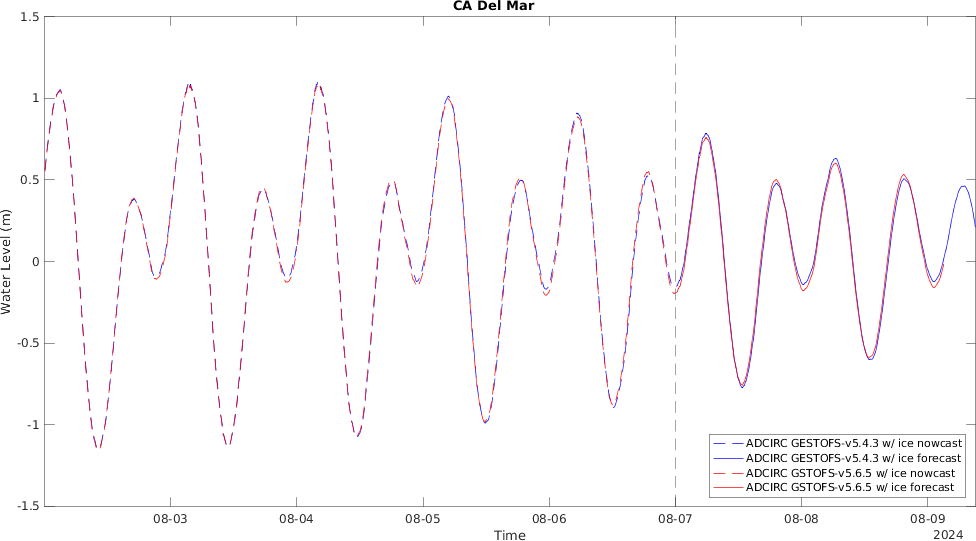 CA Del Mar
1.5
1
0.5
0
-0.5
-1
-1.5
Water Level (m)
08-03
08-04
08-05
08-06
08-07
08-08
08-09
Time
2024
ADCIRC GESTOFS-v5.4.3 w/ ice nowcast
ADCIRC GESTOFS-v5.4.3 w/ ice forecast
ADCIRC GSTOFS-v5.6.5 w/ ice nowcast
ADCIRC GSTOFS-v5.6.5 w/ ice forecast